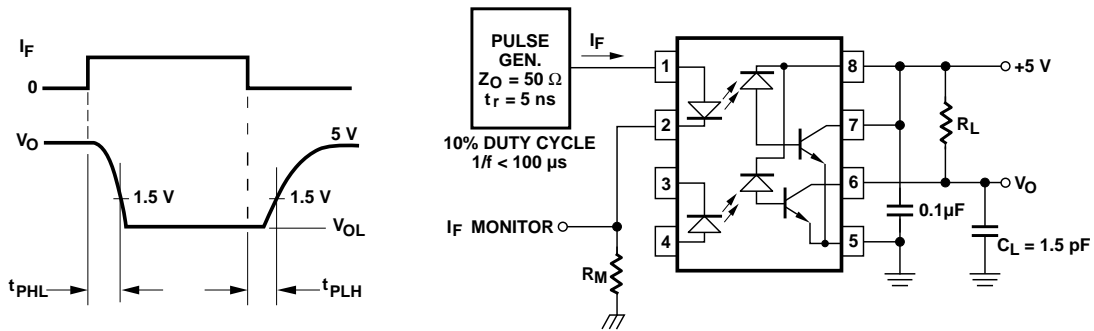 I_F
0
V_O
5 V
1.5 V
1.5 V
V_OL
t_PHL
t_PLH
PULSE
GEN.
Z_O = 50 Ω
t_r = 5 ns
I_F
10% DUTY CYCLE
1/f < 100 µs
I_F MONITOR
R_M
1
2
3
4
8
7
6
5
+5 V
R_L
V_O
0.1µF
C_L = 1.5 pF